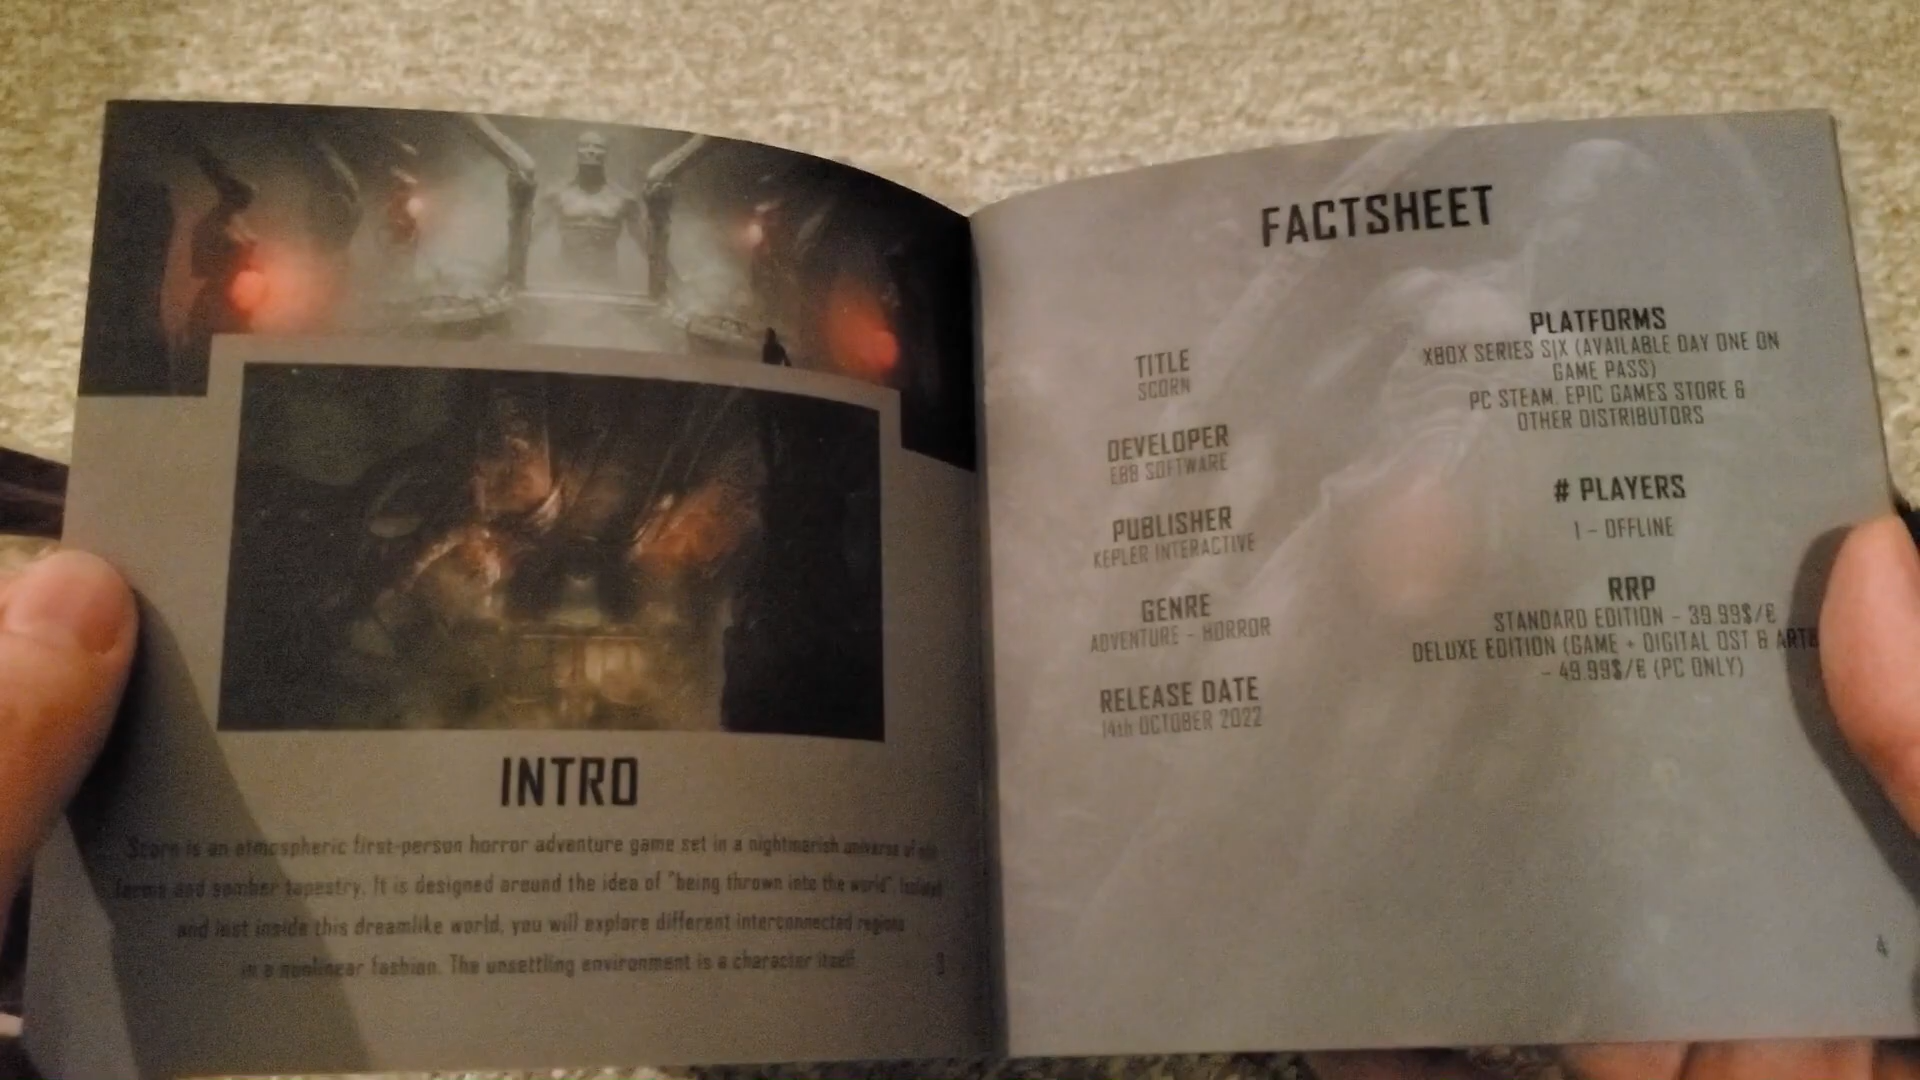 INTRO
Scorn is an atmospheric first-person horror adventure game set in a nightmarish universe of odd
forms and somber tapestry. It is designed around the idea of "being thrown into the world". Isolated
and lost inside this dreamlike world, you will explore different interconnected regions
in a nonlinear fashion. The unsettling environment is a character itself.
3
FACTSHEET
TITLE
SCORN
DEVELOPER
EBB SOFTWARE
PUBLISHER
KEPLER INTERACTIVE
GENRE
ADVENTURE - HORROR
RELEASE DATE
14th OCTOBER 2022
PLATFORMS
XBOX SERIES S|X (AVAILABLE DAY ONE ON
GAME PASS)
PC STEAM, EPIC GAMES STORE &
OTHER DISTRIBUTORS
# PLAYERS
1 - OFFLINE
RRP
STANDARD EDITION - 39.99$/€
DELUXE EDITION (GAME + DIGITAL OST &
- 49.99$/€ (PC ONLY)
4